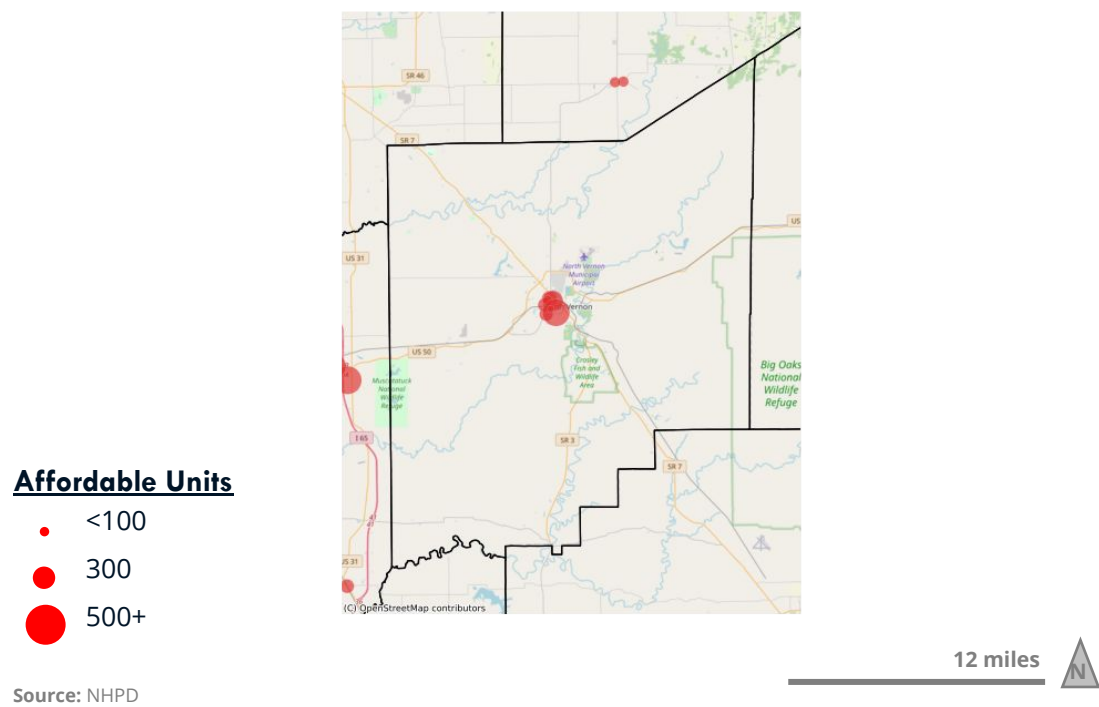 SR 46
SR 7
US
US 31
North Vernon
Municipal
Airport
Vernon
US 50
Crosley
Fish and
Wildlife
Area
Muscatatuck
National
Wildlife
Refuge
Big Oaks
National
Wildlife
Refuge
I 65
SR 3
SR 7
Affordable Units
<100
300
500+
US 31
(C) OpenStreetMap contributors
12 miles
N
Source: NHPD